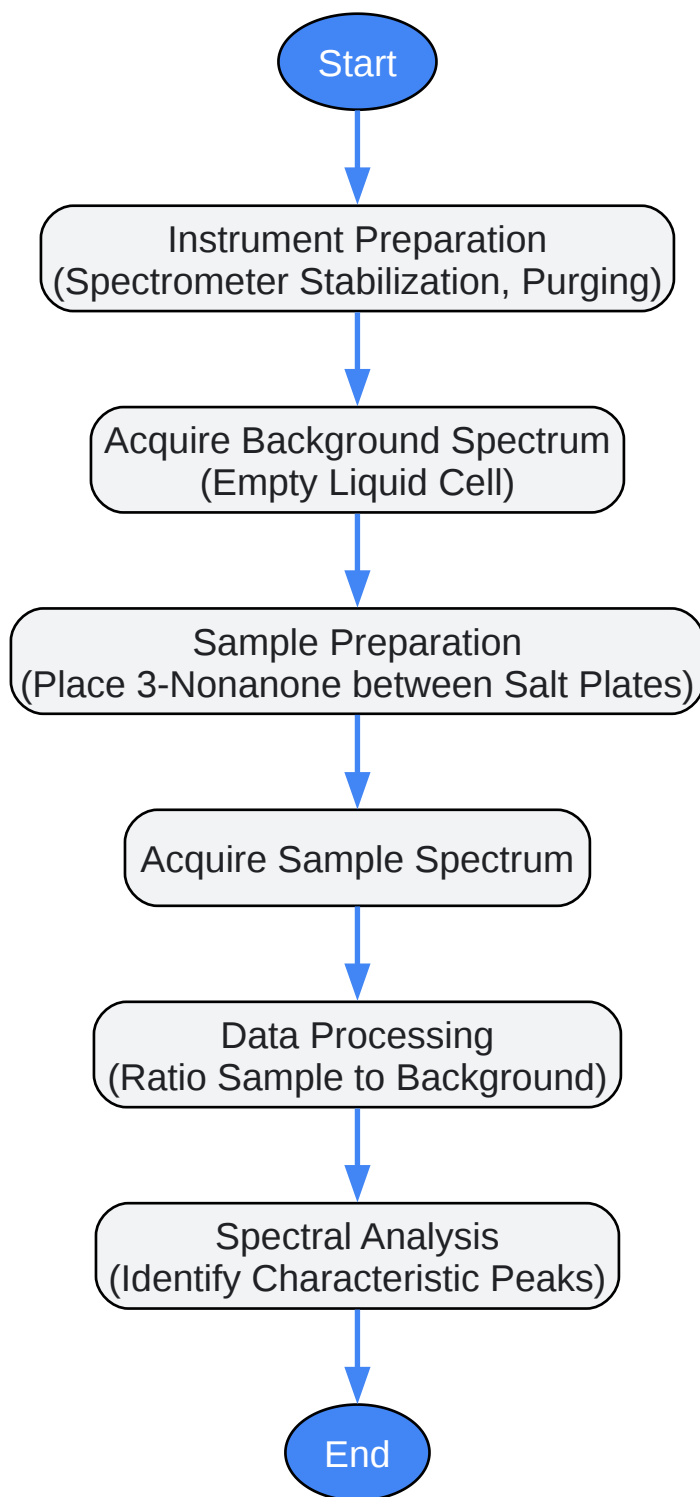 Start
Instrument Preparation
(Spectrometer Stabilization, Purging)
Acquire Background Spectrum
(Empty Liquid Cell)
Sample Preparation
(Place 3-Nonanone between Salt Plates)
Acquire Sample Spectrum
Data Processing
(Ratio Sample to Background)
Spectral Analysis
(Identify Characteristic Peaks)
End